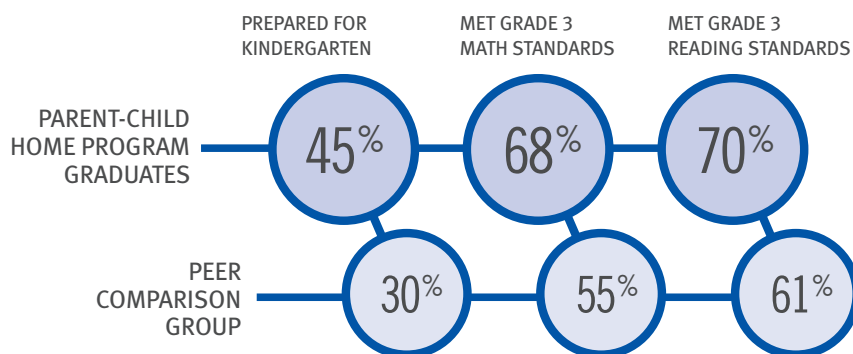 PREPARED FOR
KINDERGARTEN
MET GRADE 3
MATH STANDARDS
MET GRADE 3
READING STANDARDS
PARENT-CHILD
HOME PROGRAM
GRADUATES
45%
68%
70%
PEER
COMPARISON
GROUP
30%
55%
61%